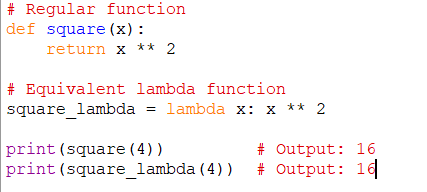 # Regular function
def square(x):
    return x ** 2

# Equivalent lambda function
square_lambda = lambda x: x ** 2

print(square(4))         # Output: 16
print(square_lambda(4))  # Output: 16